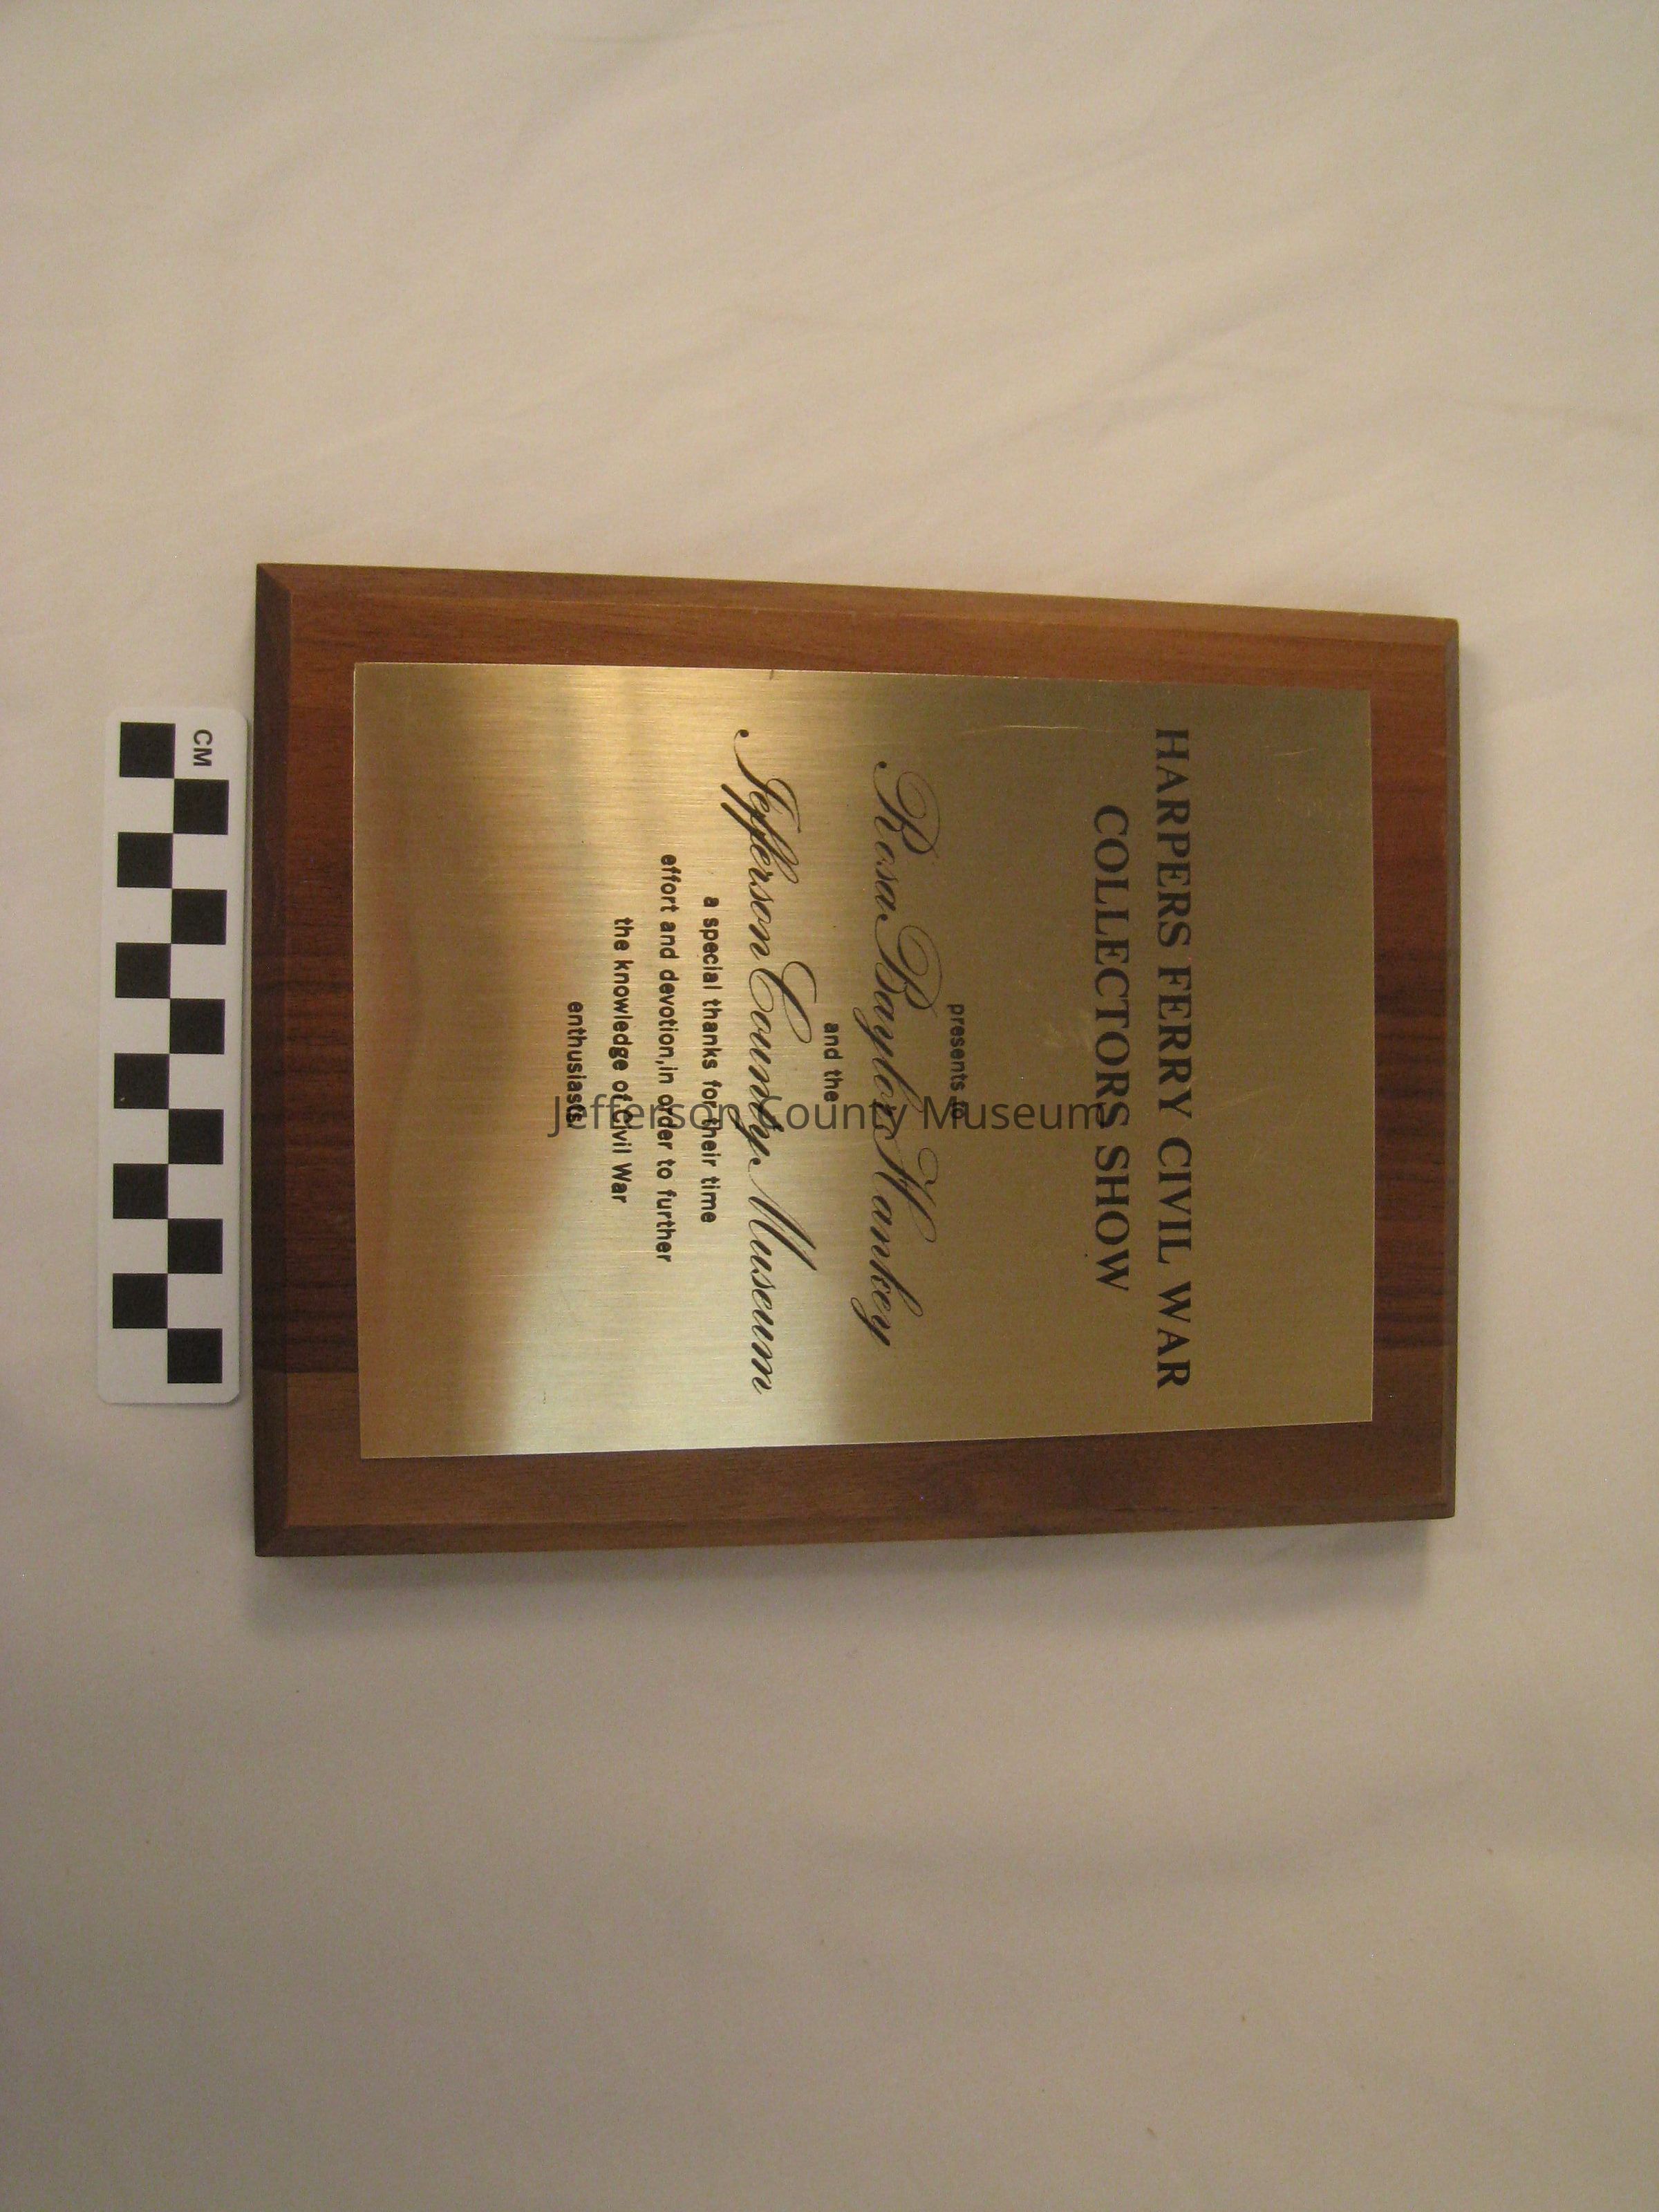 HARPERS FERRY CIVIL WAR
COLLECTORS SHOW
presents to
Rosa Baylor Hankey
and the
Jefferson County Museum
a special thanks for their time
effort and devotion,in order to further
the knowledge of Civil War
enthusiasts
Jefferson County Museum
CM